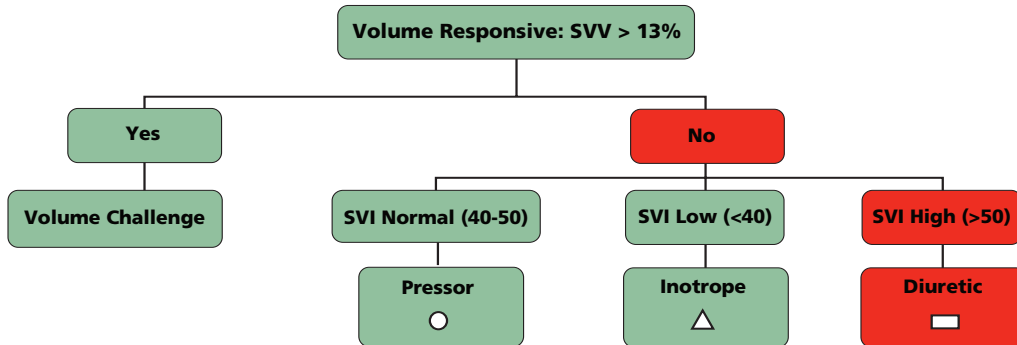 Volume Responsive: SVV > 13%
Yes
No
Volume Challenge
SVI Normal (40-50)
SVI Low (<40)
SVI High (>50)
Pressor
Inotrope
Diuretic